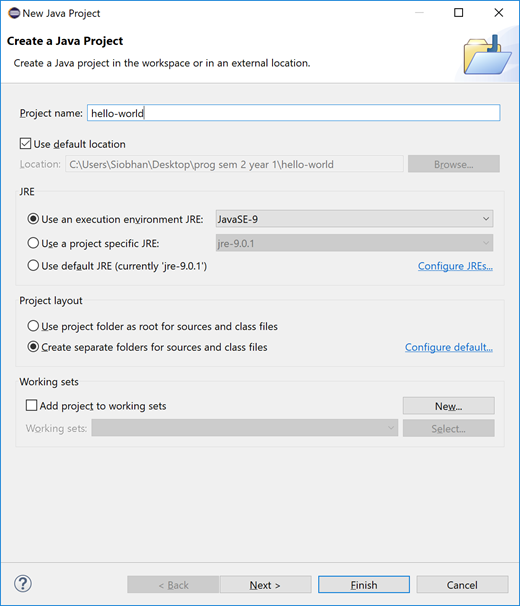 New Java Project
Create a Java Project
Create a Java project in the workspace or in an external location.
Project name: hello-world
Use default location
Location: C:\Users\Siobhan\Desktop\prog sem 2 year 1\hello-world Browse...
JRE
Use an execution environment JRE: JavaSE-9
Use a project specific JRE: jre-9.0.1
Use default JRE (currently 'jre-9.0.1') Configure JREs...
Project layout
Use project folder as root for sources and class files
Create separate folders for sources and class files Configure default...
Working sets
Add project to working sets New...
Working sets: Select...
? < Back Next > Finish Cancel